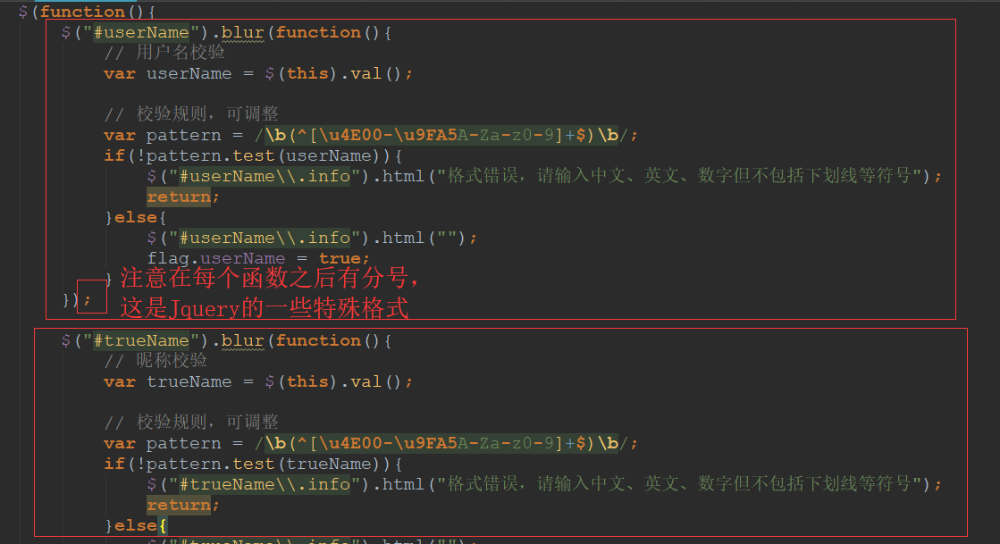 $(function(){
$("#userName").blur(function(){
// 用户名校验
var userName = $(this).val();
// 校验规则，可调整
var pattern = /\b(^[\u4E00-\u9FA5A-Za-z0-9]+$)\b/;
if(!pattern.test(userName)){
$("#userName\\.info").html("格式错误，请输入中文、英文、数字但不包括下划线等符号");
return;
}else{
$("#userName\\.info").html("");
flag.userName = true;
}
注意在每个函数之后有分号，
});
这是Jquery的一些特殊格式
$("#trueName").blur(function(){
// 昵称校验
var trueName = $(this).val();
// 校验规则，可调整
var pattern = /\b(^[\u4E00-\u9FA5A-Za-z0-9]+$)\b/;
if(!pattern.test(trueName)){
$("#trueName\\.info").html("格式错误，请输入中文、英文、数字但不包括下划线等符号");
return;
}else{
$("#trueName\\.info").html("");